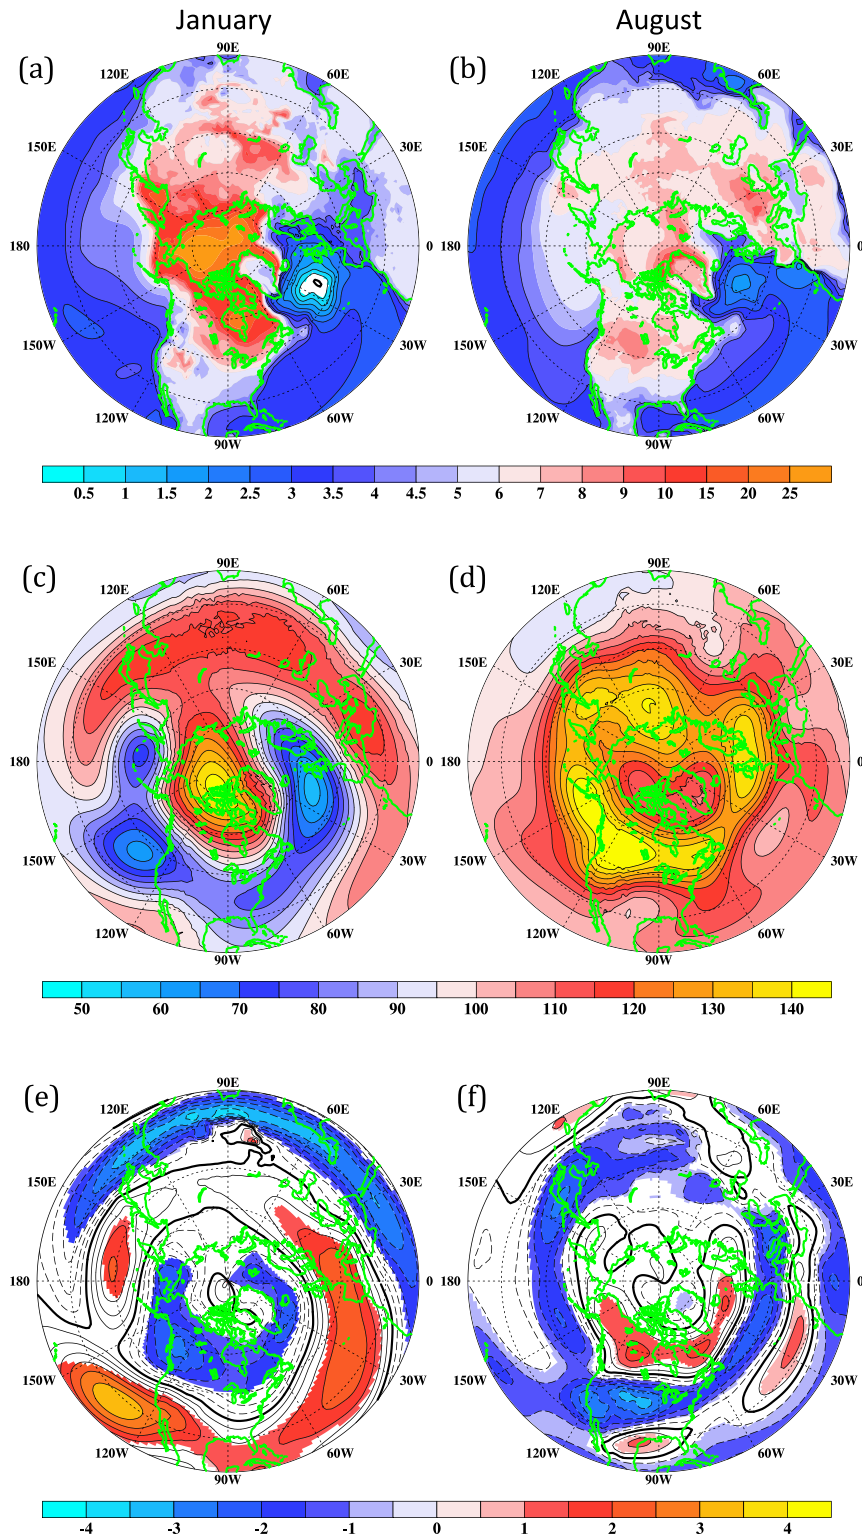 January August
(a) (b)
90E 90E
120E 60E 120E 60E
150E 30E 150E 30E
180 0 180 0
150W 30W 150W 30W
120W 60W 120W 60W
90W 90W
0.5 1 1.5 2 2.5 3 3.5 4 4.5 5 6 7 8 9 10 15 20 25
(c) (d)
90E 90E
120E 60E 120E 60E
150E 30E 150E 30E
180 0 180 0
150W 30W 150W 30W
120W 60W 120W 60W
90W 90W
50 60 70 80 90 100 110 120 130 140
(e) (f)
90E 90E
120E 60E 120E 60E
150E 30E 150E 30E
180 0 180 0
150W 30W 150W 30W
120W 60W 120W 60W
90W 90W
-4 -3 -2 -1 0 1 2 3 4